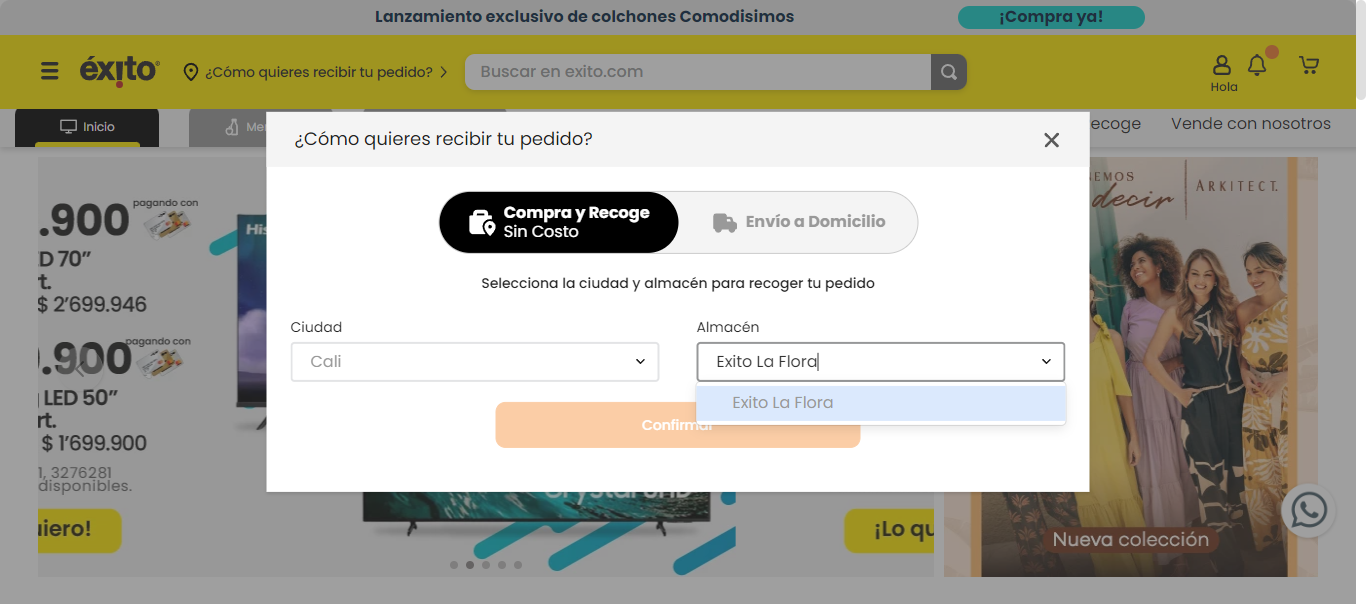 Lanzamiento exclusivo de colchones Comodisimos
¡Compra ya!
éxito
¿Cómo quieres recibir tu pedido?
Buscar en exito.com
Hola
Inicio
ecoge
Vende con nosotros
¿Cómo quieres recibir tu pedido?
Compra y Recoge
Sin Costo
Envío a Domicilio
Selecciona la ciudad y almacén para recoger tu pedido
Ciudad
Almacén
Cali
Exito La Flora
Exito La Flora
Confirmar
.900
pagando con
D 70”
t.
$ 2’699.946
His
.900
pagando con
LED 50”
rt.
$ 1’699.900
1, 3276281
disponibles.
uiero!
Crystal UHD
¡Lo qu
EMOS
decir
ARKITECT.
Nueva colección